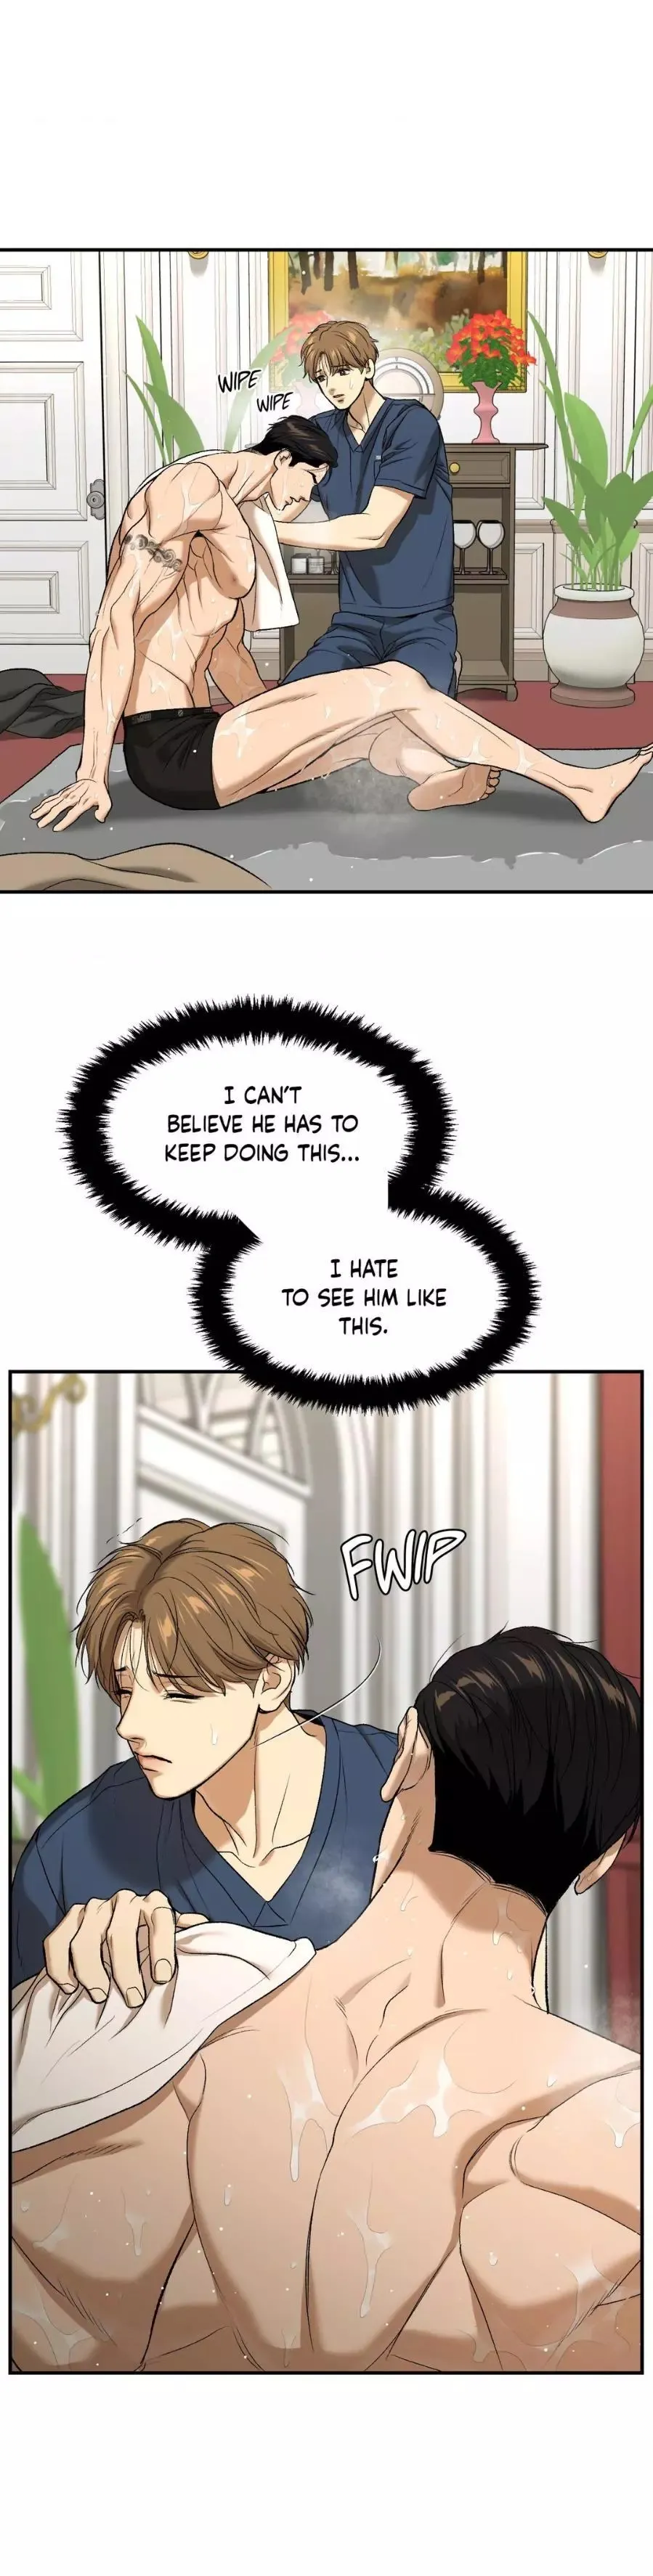 WIPE
WIPE
I CAN'T
BELIEVE HE HAS TO
KEEP DOING THIS...
I HATE
TO SEE HIM LIKE
THIS.
FWIP